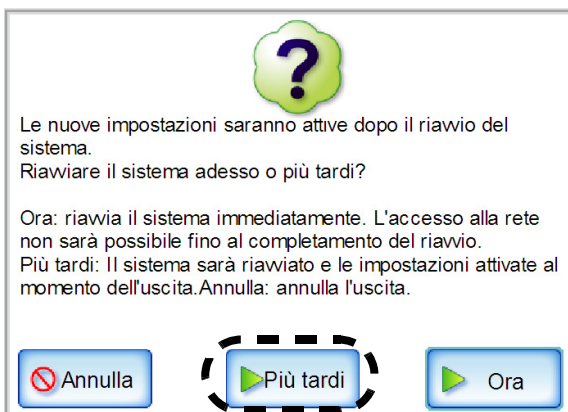 ?
Le nuove impostazioni saranno attive dopo il riavvio del
sistema.
Riavviare il sistema adesso o più tardi?
Ora: riavvia il sistema immediatamente. L'accesso alla rete
non sarà possibile fino al completamento del riavvio.
Più tardi: Il sistema sarà riavviato e le impostazioni attivate al
momento dell'uscita.Annulla: annulla l'uscita.
Annulla Più tardi Ora